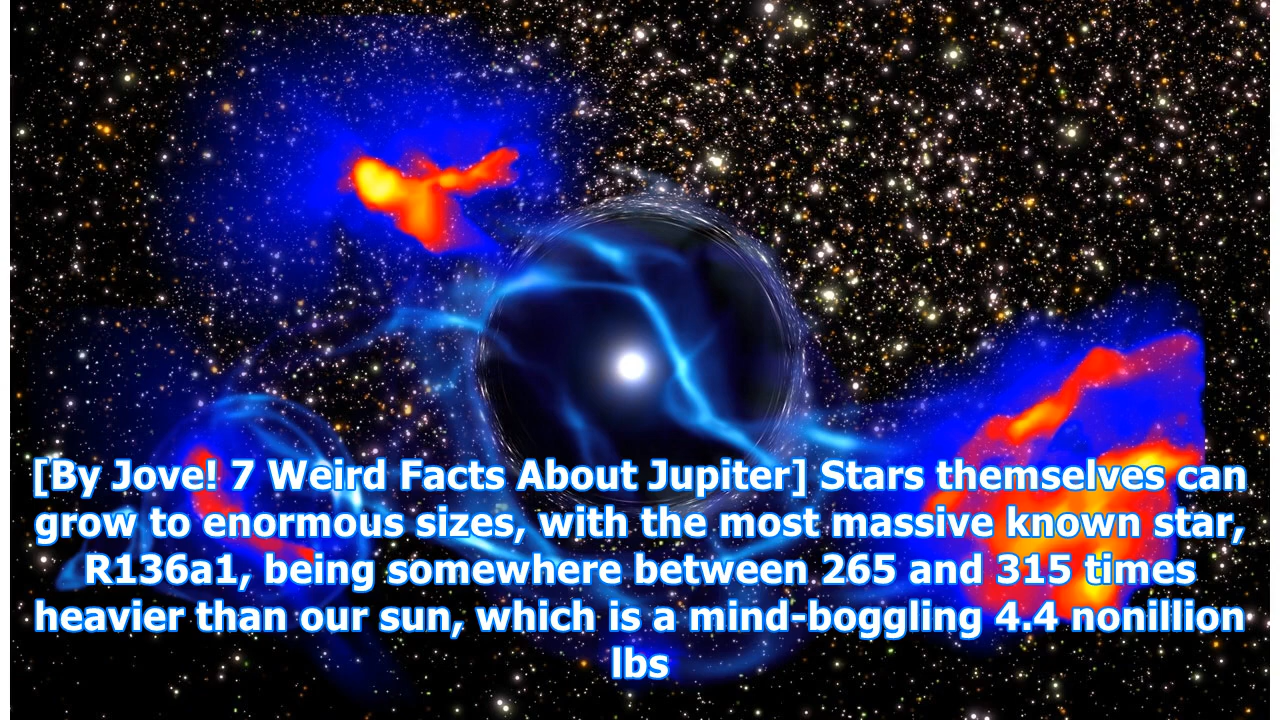 [By Jove! 7 Weird Facts About Jupiter] Stars themselves can
grow to enormous sizes, with the most massive known star,
R136a1, being somewhere between 265 and 315 times
heavier than our sun, which is a mind-boggling 4.4 nonillion
lbs